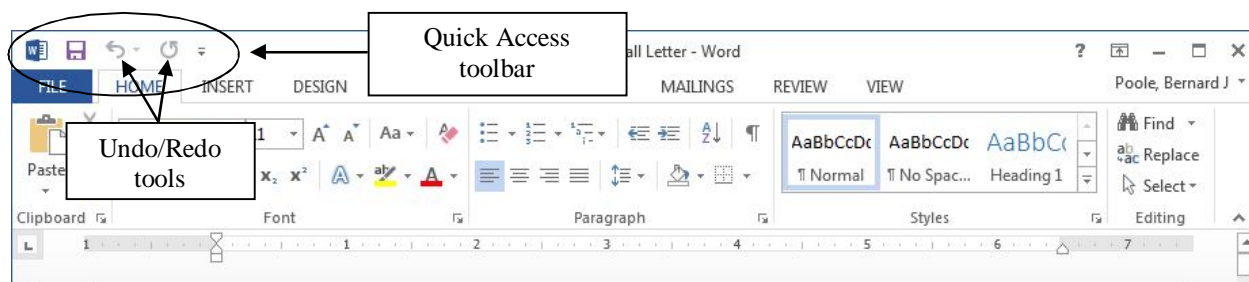 Quick Access
toolbar
all Letter - Word
?
FILE HOME INSERT DESIGN MAILINGS REVIEW VIEW Poole, Bernard J
Undo/Redo
tools
Paste
Aa
A
A
Find
Replace
Select
AaBbCcDc AaBbCcDc AaBbC
¶ Normal ¶ No Spac... Heading 1
Clipboard Font Paragraph Styles Editing
L 1 1 2 3 4 5 6 7